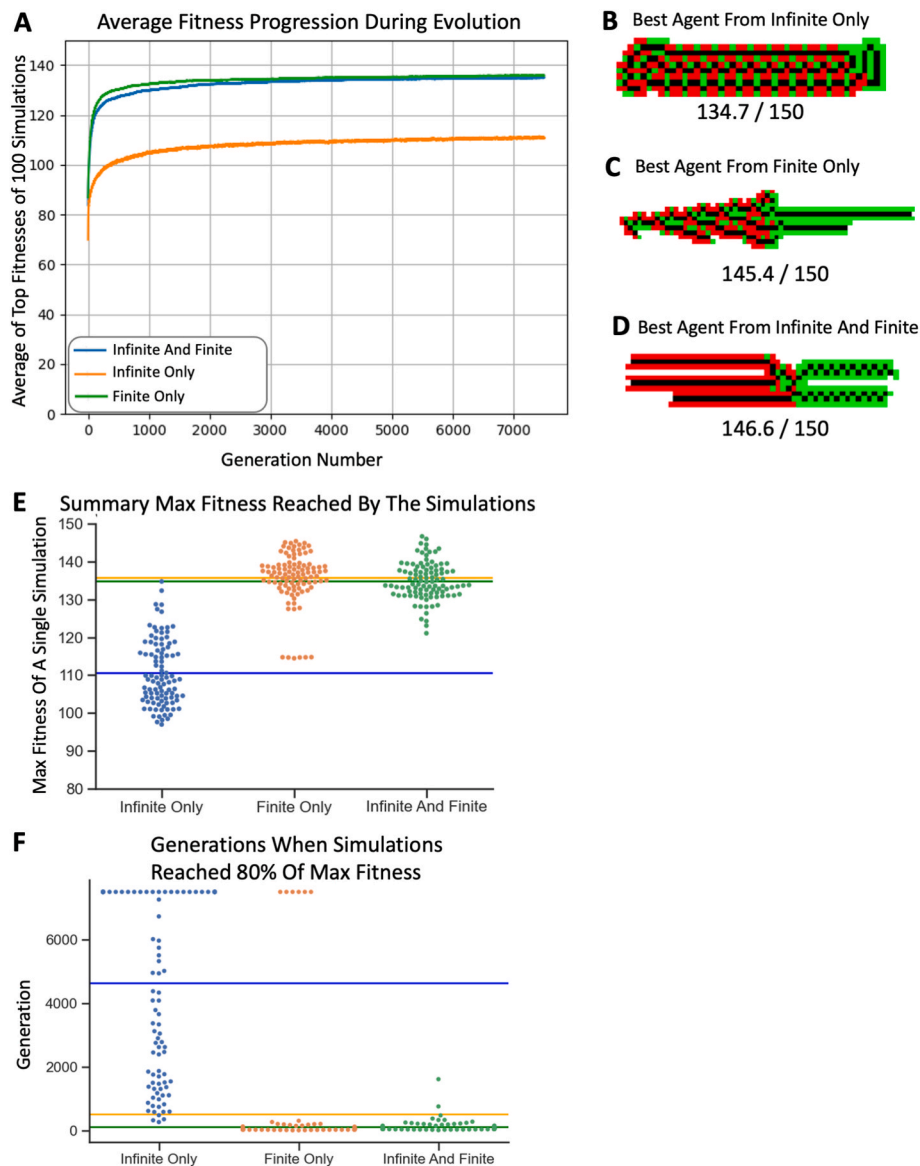 A
Average Fitness Progression During Evolution
Average of Top Fitnesses of 100 Simulations
140
120
100
80
60
40
20
0
Infinite And Finite
Infinite Only
Finite Only
0 1000 2000 3000 4000 5000 6000 7000
Generation Number
B Best Agent From Infinite Only
134.7 / 150
C Best Agent From Finite Only
145.4 / 150
D Best Agent From Infinite And Finite
146.6 / 150
E Summary Max Fitness Reached By The Simulations
Max Fitness Of A Single Simulation
150
140
130
120
110
100
90
80
Infinite Only Finite Only Infinite And Finite
F Generations When Simulations
Reached 80% Of Max Fitness
Generation
6000
4000
2000
0
Infinite Only Finite Only Infinite And Finite